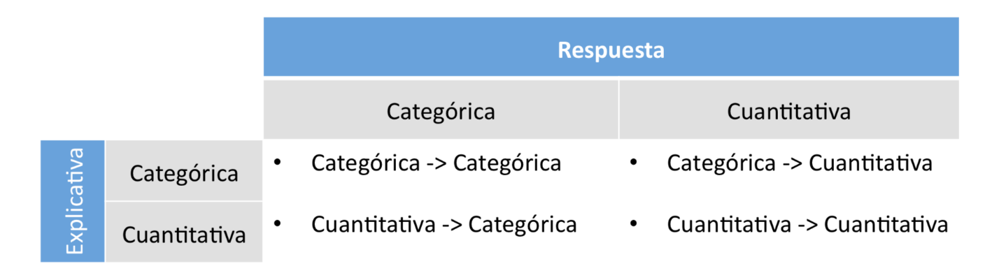 Respuesta
Categórica Cuantitativa
Explicativa
Categórica • Categórica -> Categórica • Categórica -> Cuantitativa
Cuantitativa • Cuantitativa -> Categórica • Cuantitativa -> Cuantitativa